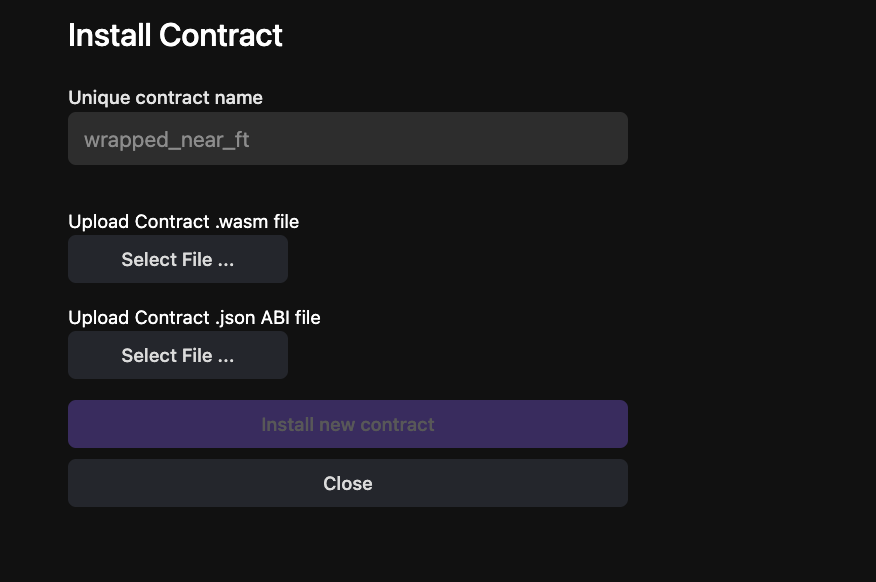 Install Contract
Unique contract name
wrapped_near_ft
Upload Contract .wasm file
Select File ...
Upload Contract .json ABI file
Select File ...
Install new contract
Close